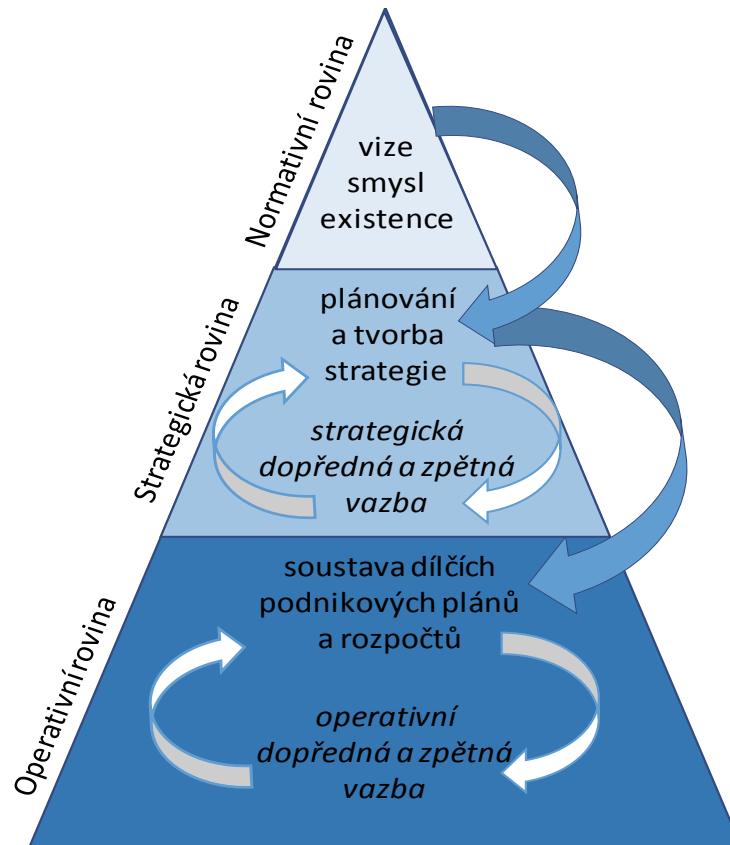 Normativní rovina
vize
smysl
existence
Strategická rovina
plánování
a tvorba
strategie
strategická
dopředná a zpětná
vazba
Operativní rovina
soustava dílčích
podnikových plánů
a rozpočtů
operativní
dopředná a zpětná
vazba